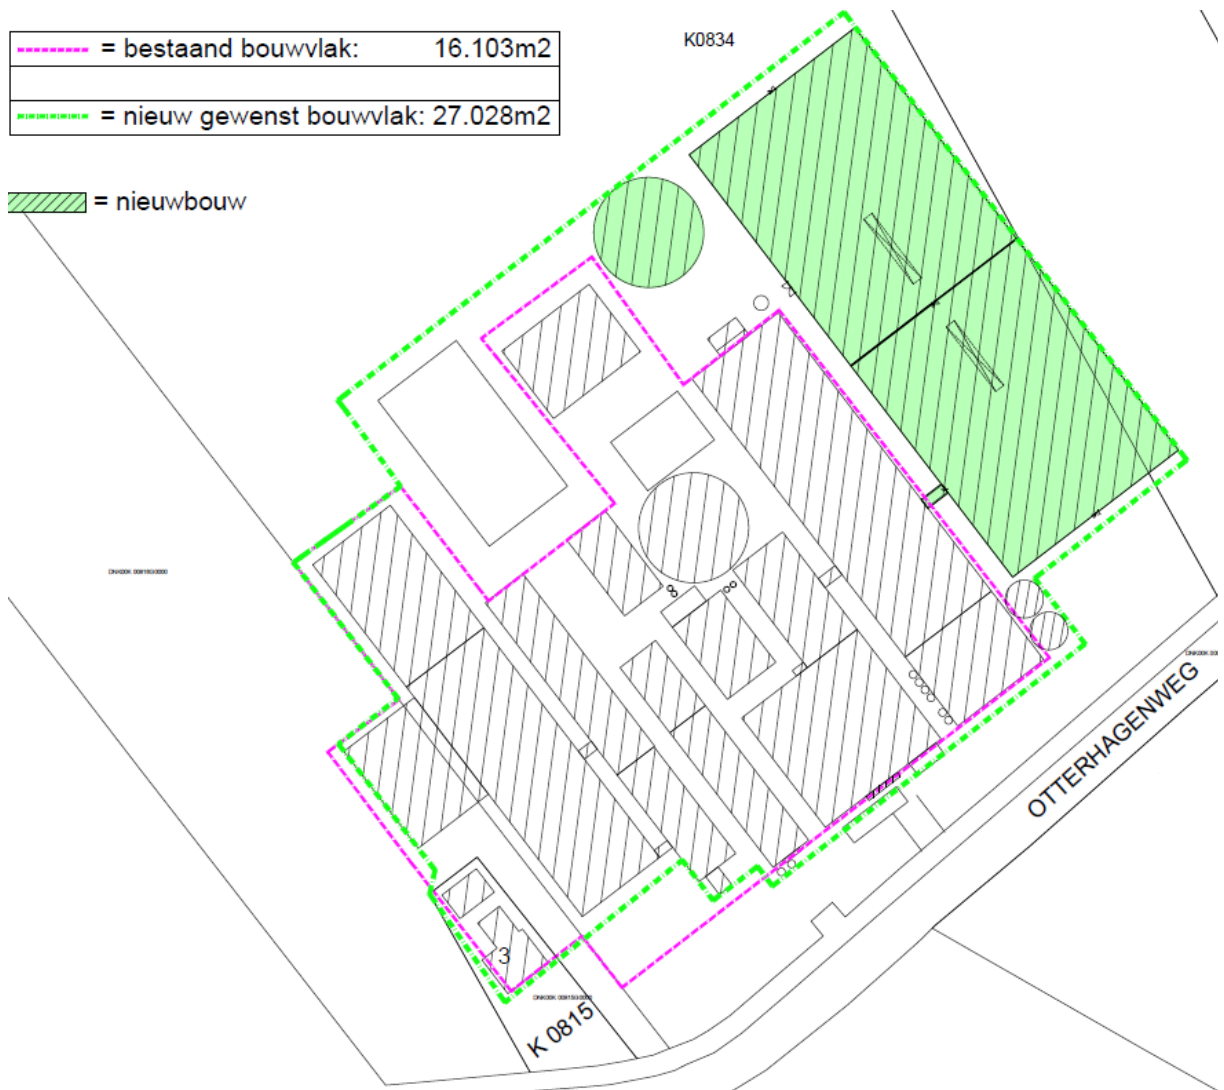 = bestaand bouwvlak: 16.103m2
= nieuw gewenst bouwvlak: 27.028m2
= nieuwbouw
K0834
OTTERHAGENWEG
3
K 0815